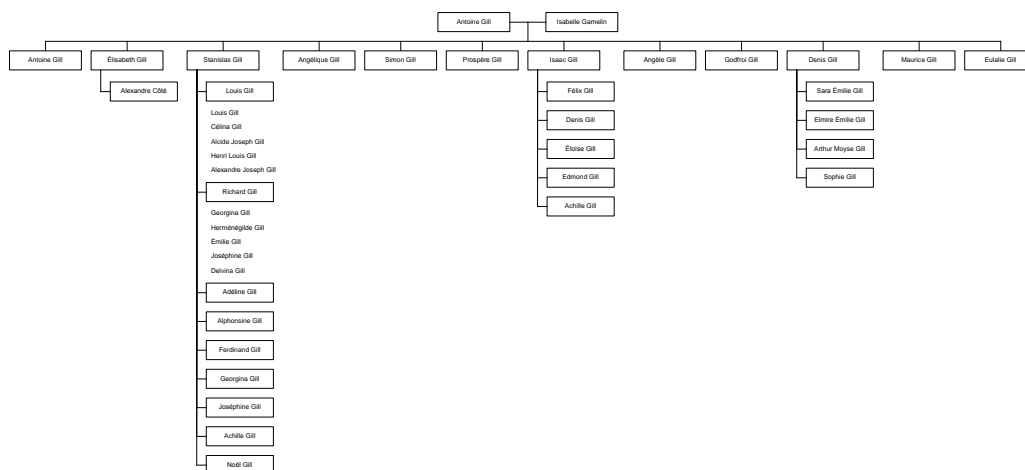 Antoine Gill
Isabelle Gamelin
Antoine Gill
Élisabeth Gill
Stanislas Gill
Angélique Gill
Simon Gill
Prospère Gill
Isaac Gill
Angèle Gill
Godfroi Gill
Denis Gill
Maurice Gill
Eulalie Gill
Alexandre Côté
Louis Gill
Louis Gill
Célina Gill
Alcide Joseph Gill
Henri Louis Gill
Alexandre Joseph Gill
Richard Gill
Georgina Gill
Herménégilde Gill
Émilie Gill
Joséphine Gill
Delvina Gill
Adéline Gill
Alphonsine Gill
Ferdinand Gill
Georgina Gill
Joséphine Gill
Achille Gill
Noël Gill
Félix Gill
Denis Gill
Éloïse Gill
Edmond Gill
Achille Gill
Sara Émilie Gill
Elmire Émilie Gill
Arthur Moyse Gill
Sophie Gill